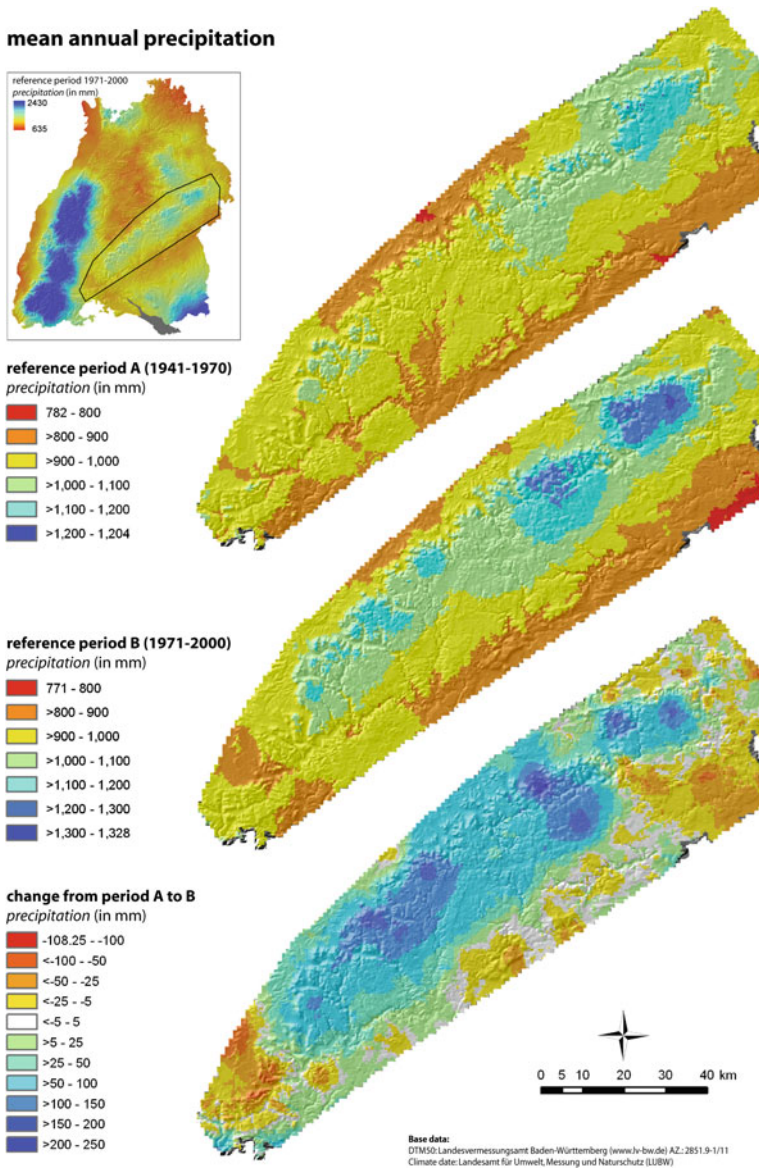 mean annual precipitation
reference period 1971-2000
precipitation (in mm)
2430
635
reference period A (1941-1970)
precipitation (in mm)
782 - 800
>800 - 900
>900 - 1,000
>1,000 - 1,100
>1,100 - 1,200
>1,200 - 1,204
reference period B (1971-2000)
precipitation (in mm)
771 - 800
>800 - 900
>900 - 1,000
>1,000 - 1,100
>1,100 - 1,200
>1,200 - 1,300
>1,300 - 1,328
change from period A to B
precipitation (in mm)
-108.25 - -100
<-100 - -50
<-50 - -25
<-25 - -5
<-5 - 5
>5 - 25
>25 - 50
>50 - 100
>100 - 150
>150 - 200
>200 - 250
0 5 10 20 30 40 km
Base data:
DTM50: Landesvermessungsamt Baden-Württemberg (www.lv-bw.de) AZ.: 2851.9-1/11
Climate date: Landesamt für Umwelt, Messung und Naturschutz (LUBW)